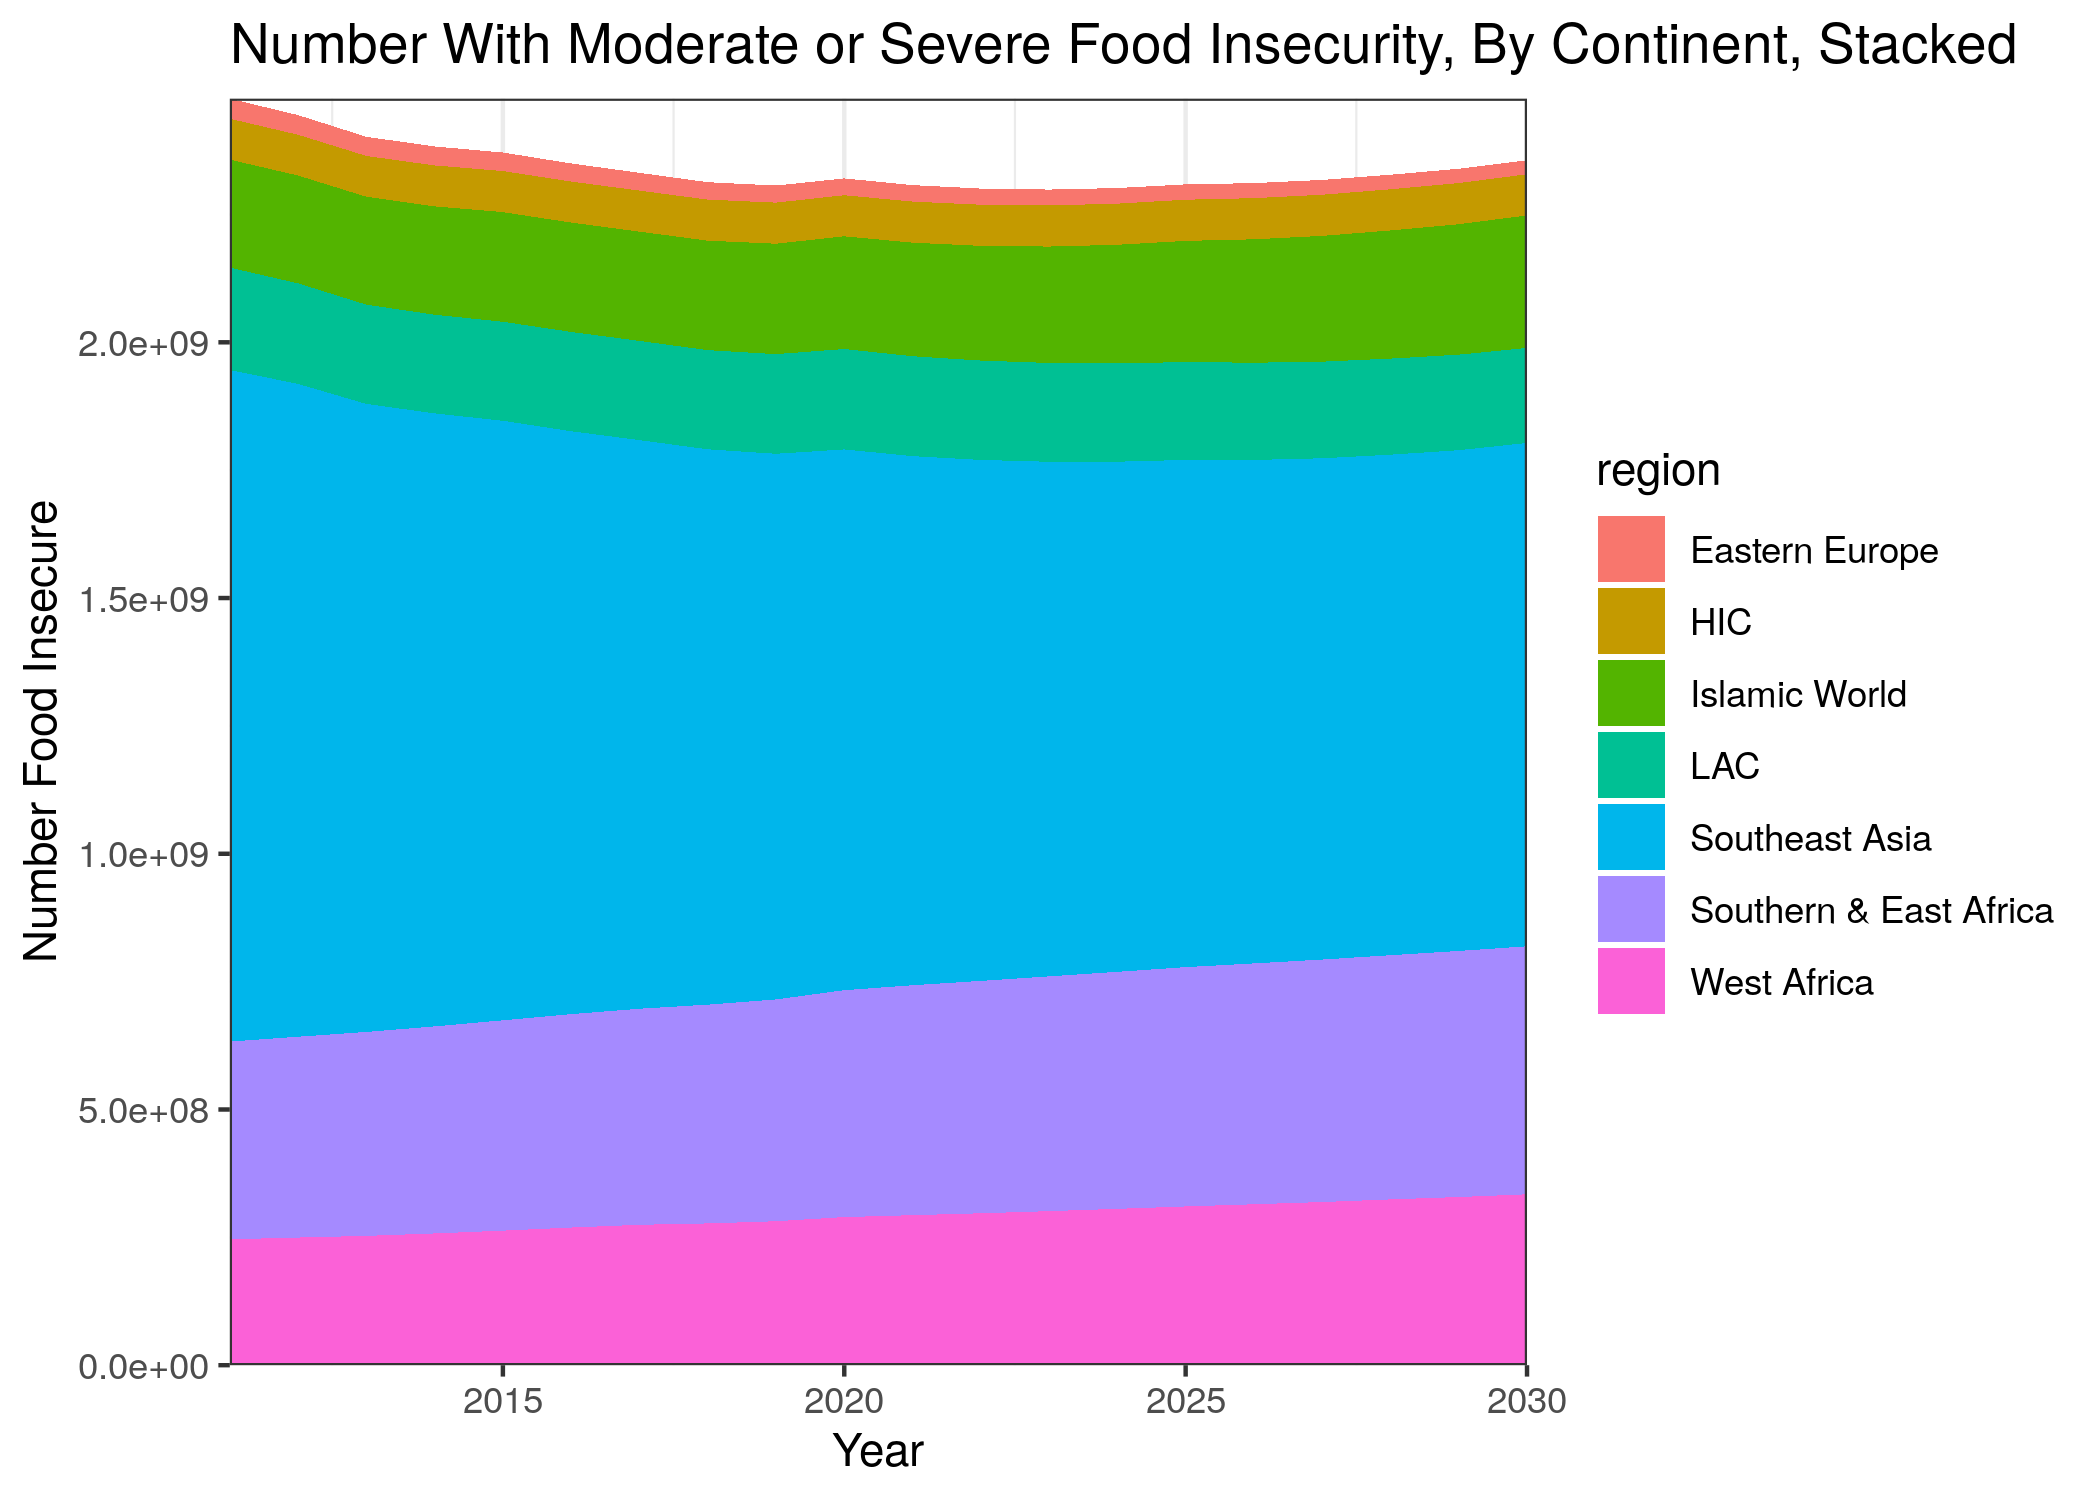 Number With Moderate or Severe Food Insecurity, By Continent, Stacked
Number Food Insecure
2.0e+09
1.5e+09
1.0e+09
5.0e+08
0.0e+00
2015
2020
2025
2030
Year
region
Eastern Europe
HIC
Islamic World
LAC
Southeast Asia
Southern & East Africa
West Africa